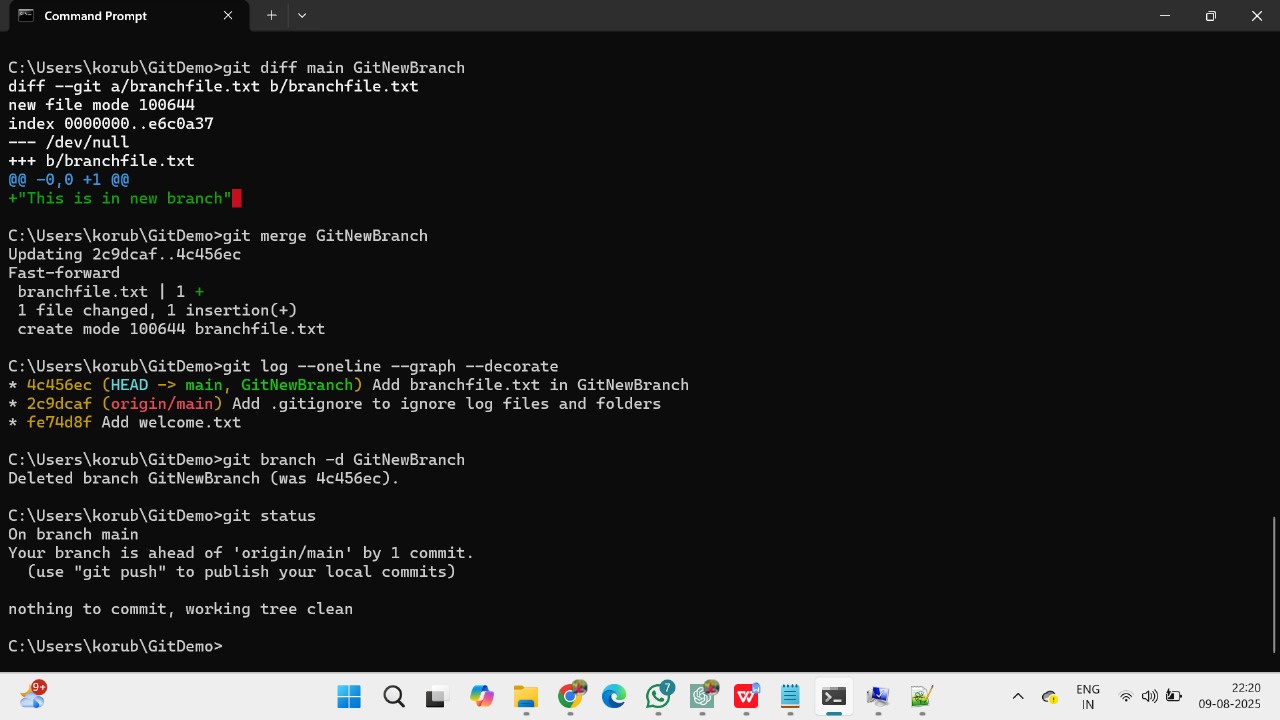 Command Prompt
C:\Users\korub\GitDemo>git diff main GitNewBranch
diff --git a/branchfile.txt b/branchfile.txt
new file mode 100644
index 0000000..e6c0a37
--- /dev/null
+++ b/branchfile.txt
@@ -0,0 +1 @@
+"This is in new branch"
C:\Users\korub\GitDemo>git merge GitNewBranch
Updating 2c9dcaf..4c456ec
Fast-forward
 branchfile.txt | 1 +
 1 file changed, 1 insertion(+)
 create mode 100644 branchfile.txt
C:\Users\korub\GitDemo>git log --oneline --graph --decorate
* 4c456ec (HEAD -> main, GitNewBranch) Add branchfile.txt in GitNewBranch
* 2c9dcaf (origin/main) Add .gitignore to ignore log files and folders
* fe74d8f Add welcome.txt
C:\Users\korub\GitDemo>git branch -d GitNewBranch
Deleted branch GitNewBranch (was 4c456ec).
C:\Users\korub\GitDemo>git status
On branch main
Your branch is ahead of 'origin/main' by 1 commit.
  (use "git push" to publish your local commits)
nothing to commit, working tree clean
C:\Users\korub\GitDemo>
9+
7
W
ENG
IN
22:20
09-08-2025